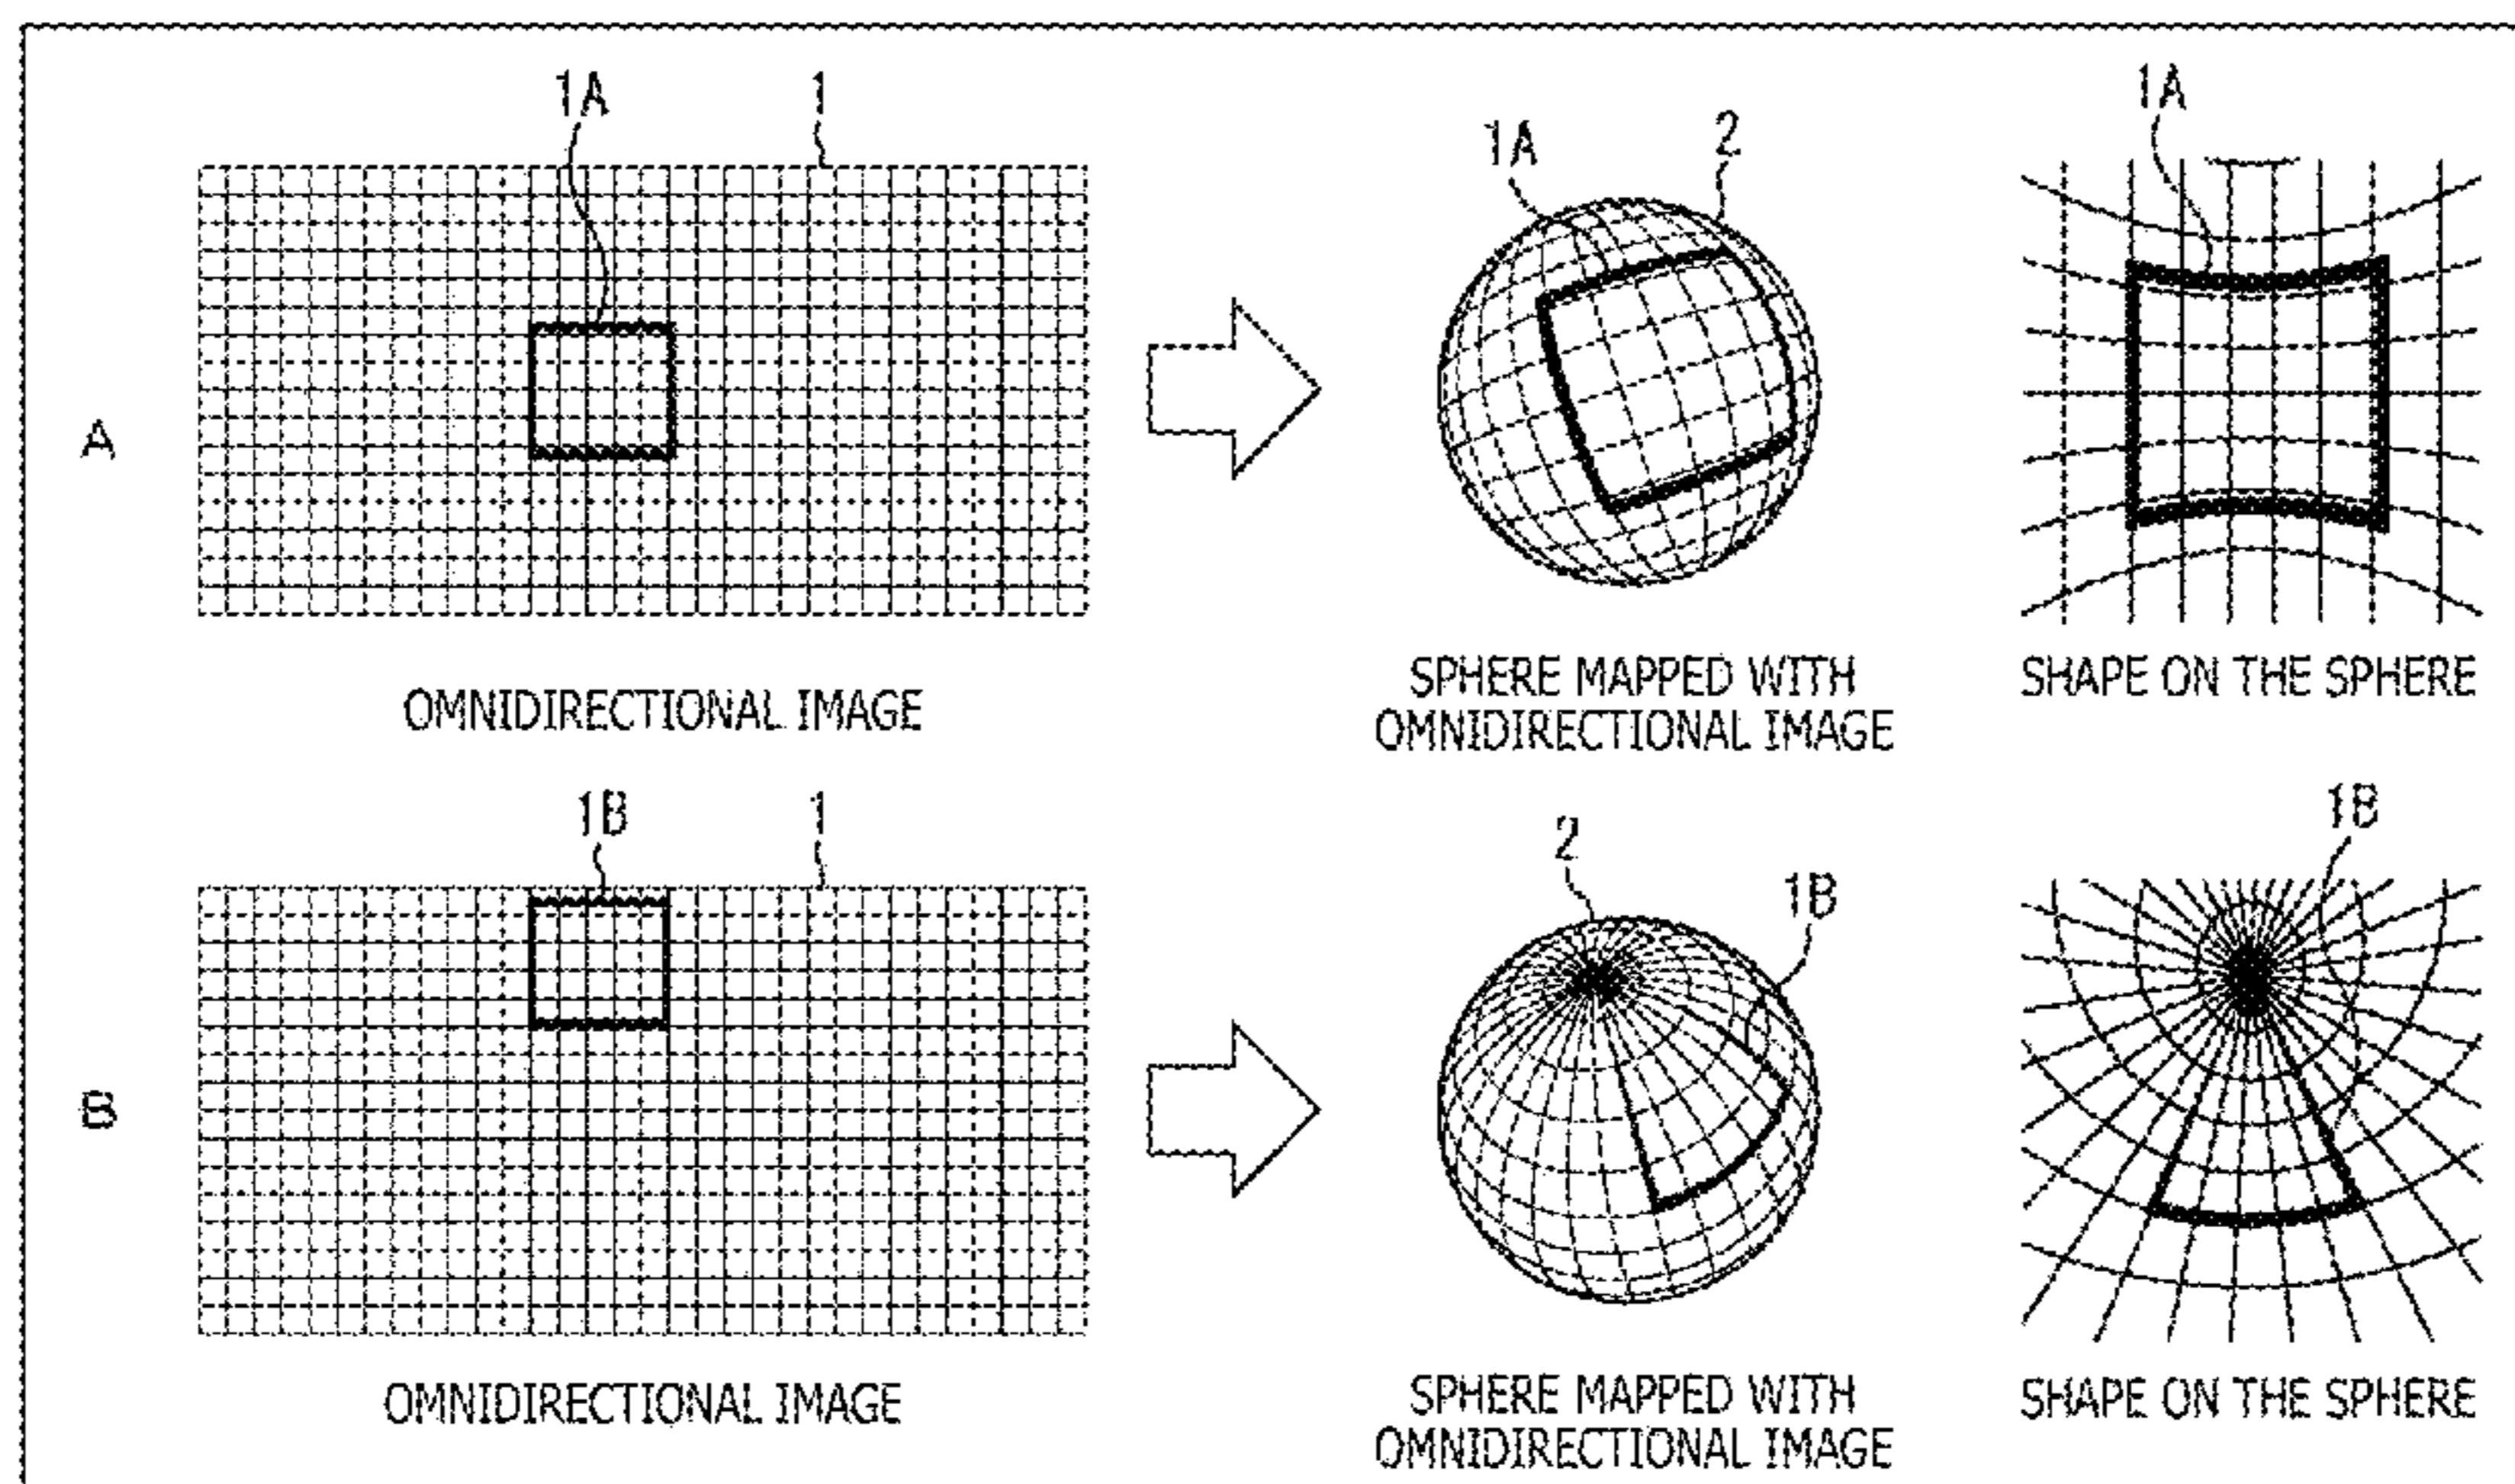 1A
1
1A
2
1A
A
OMNIDIRECTIONAL IMAGE
SPHERE MAPPED WITH
OMNIDIRECTIONAL IMAGE
SHAPE ON THE SPHERE
1B
1
2
1B
1B
B
OMNIDIRECTIONAL IMAGE
SPHERE MAPPED WITH
OMNIDIRECTIONAL IMAGE
SHAPE ON THE SPHERE